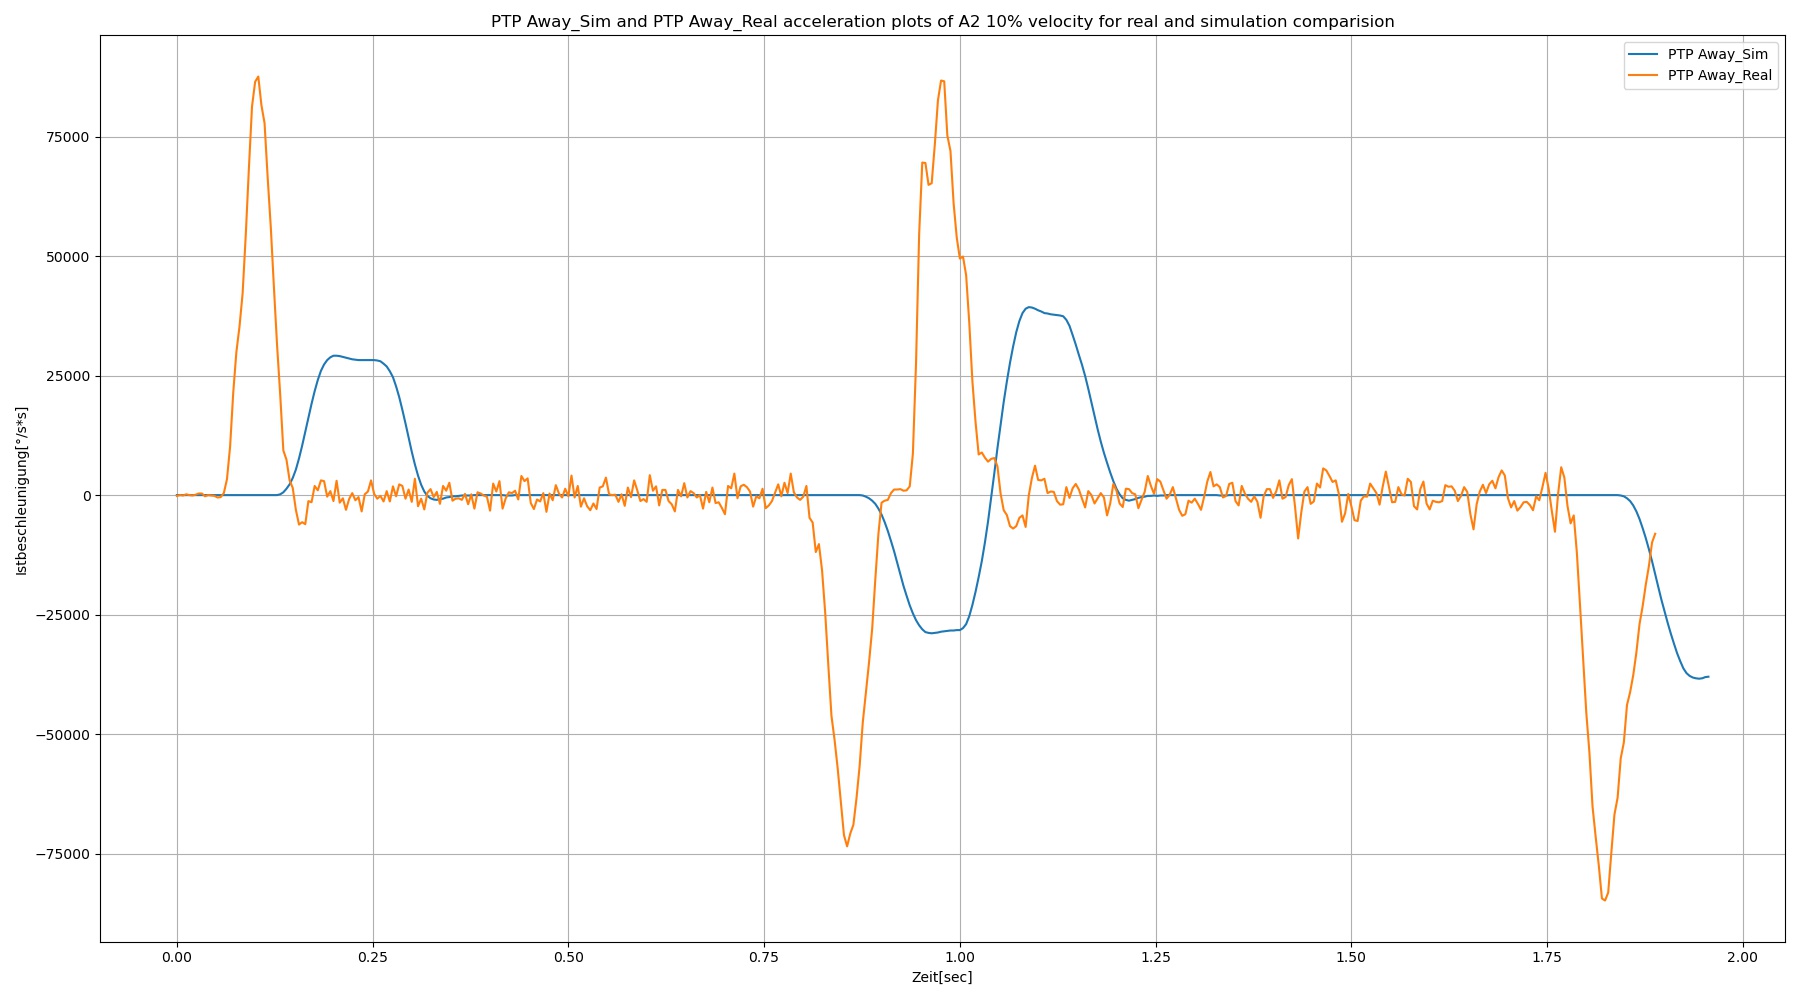 PTP Away_Sim and PTP Away_Real acceleration plots of A2 10% velocity for real and simulation comparision
PTP Away_Sim
PTP Away_Real
75000
50000
25000
0
−25000
−50000
−75000
Istbeschleunigung[°/s*s]
0.00 0.25 0.50 0.75 1.00 1.25 1.50 1.75 2.00
Zeit[sec]